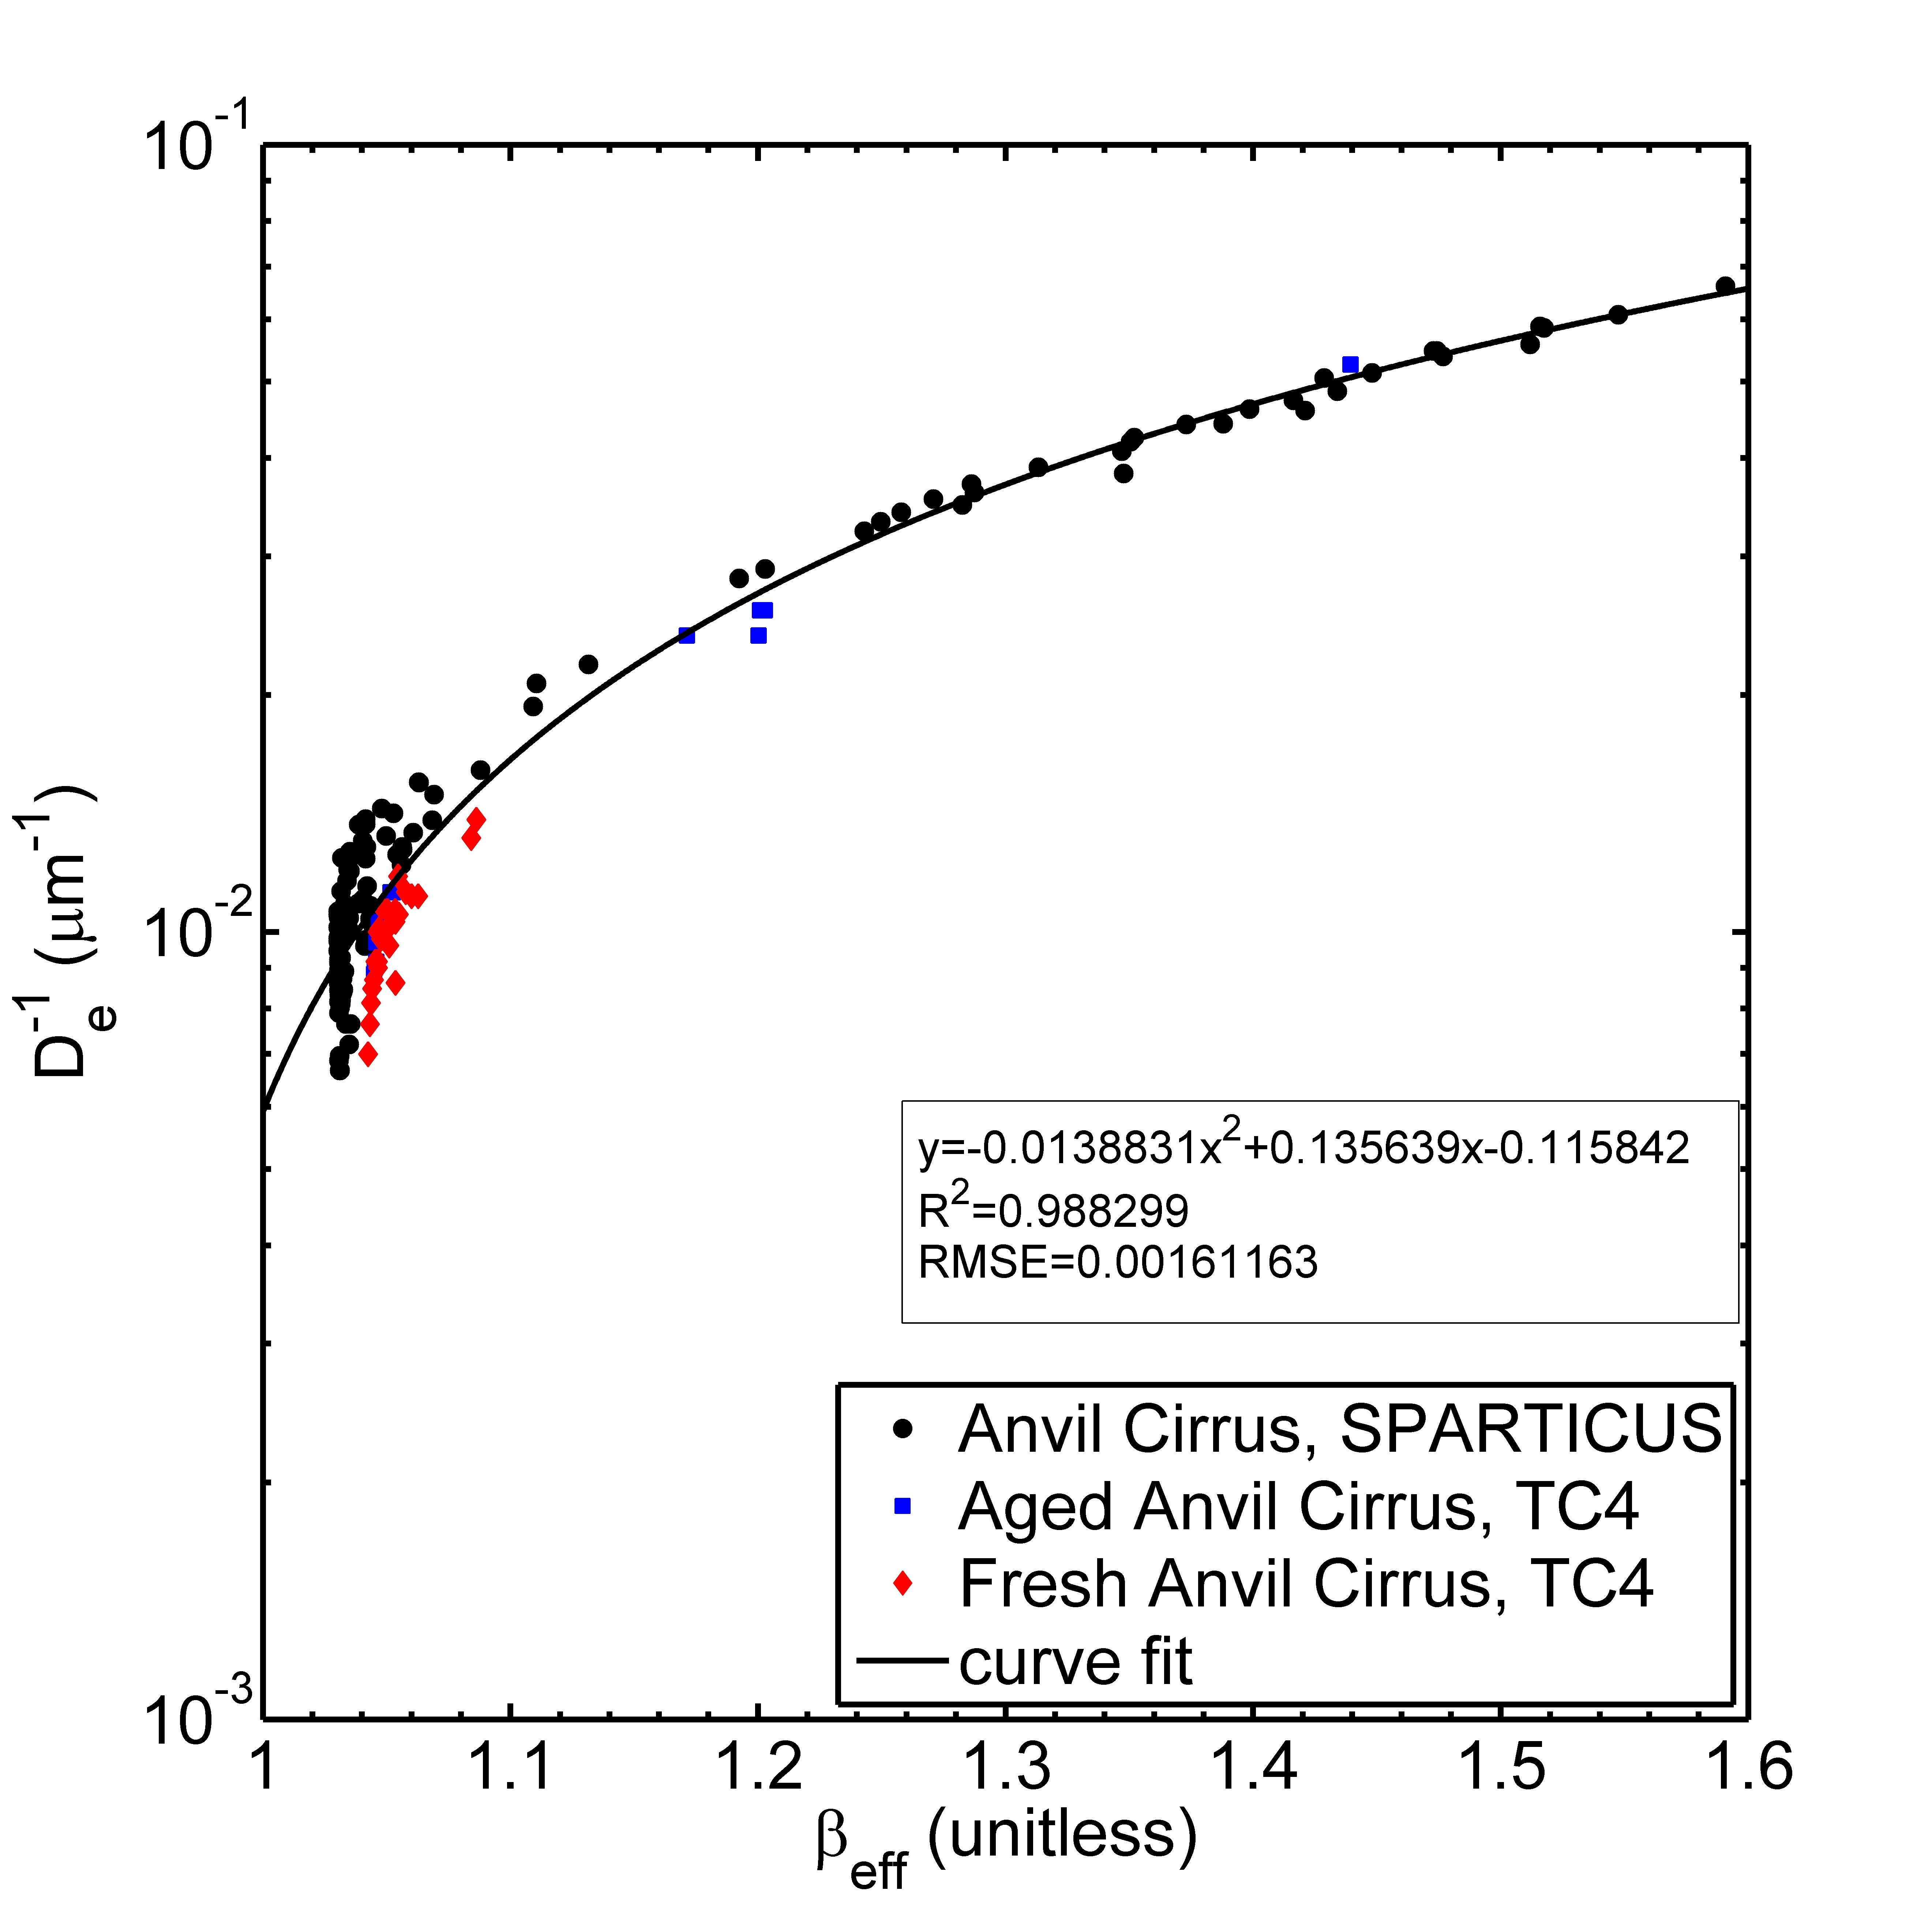 10^-1
10^-2
10^-3
D_e^-1 (μm^-1)
y=-0.0138831x^2+0.135639x-0.115842
R^2=0.988299
RMSE=0.00161163
Anvil Cirrus, SPARTICUS
Aged Anvil Cirrus, TC4
Fresh Anvil Cirrus, TC4
curve fit
1 1.1 1.2 1.3 1.4 1.5 1.6
β_eff (unitless)